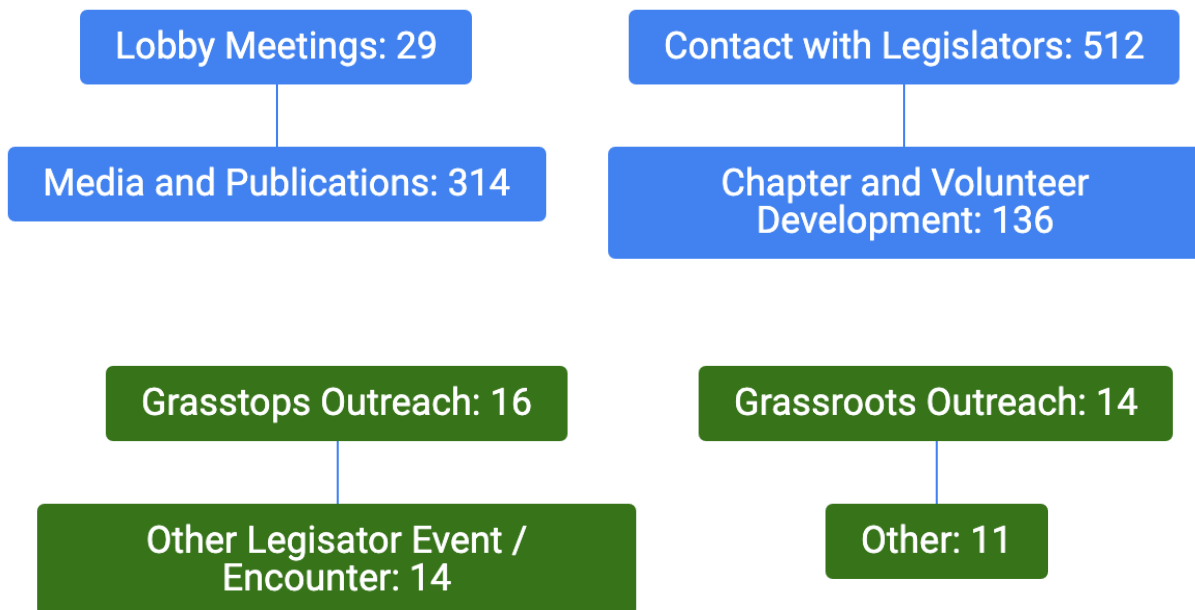 Lobby Meetings: 29
Contact with Legislators: 512
Media and Publications: 314
Chapter and Volunteer
Development: 136
Grasstops Outreach: 16
Grassroots Outreach: 14
Other Legisator Event /
Encounter: 14
Other: 11